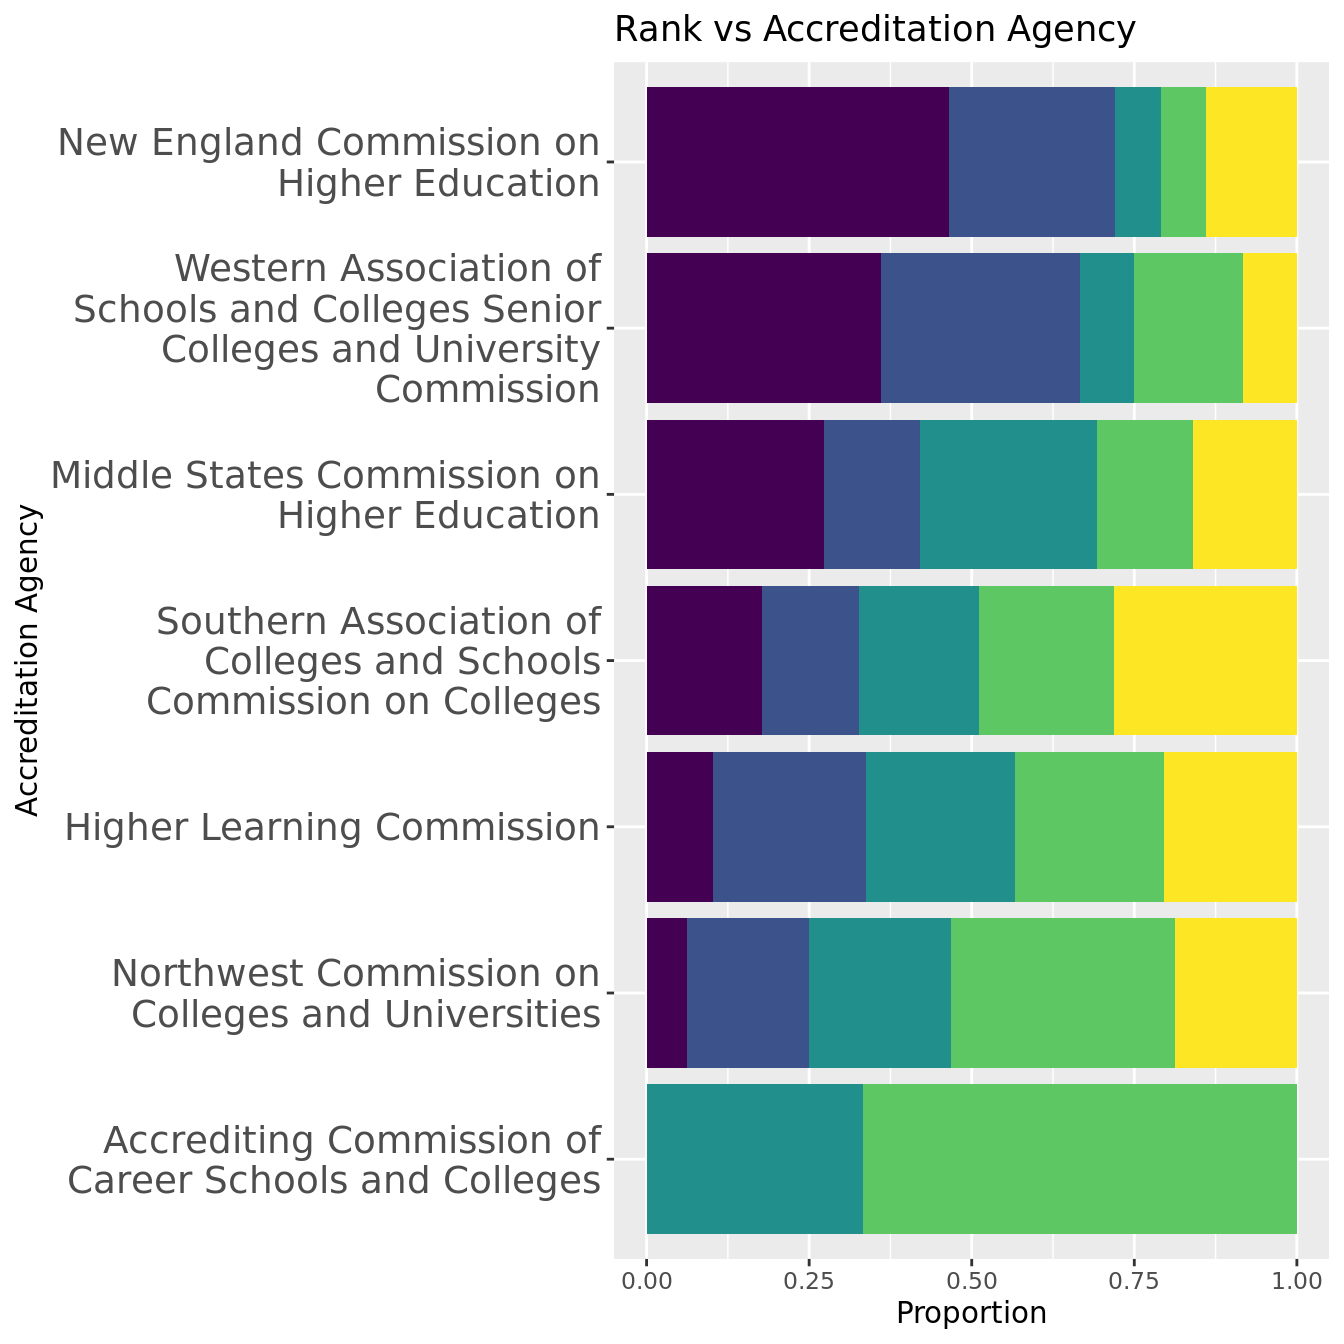 Rank vs Accreditation Agency
New England Commission on
Higher Education
Western Association of
Schools and Colleges Senior
Colleges and University
Commission
Middle States Commission on
Higher Education
Southern Association of
Colleges and Schools
Commission on Colleges
Higher Learning Commission
Northwest Commission on
Colleges and Universities
Accrediting Commission of
Career Schools and Colleges
Accreditation Agency
0.00 0.25 0.50 0.75 1.00
Proportion